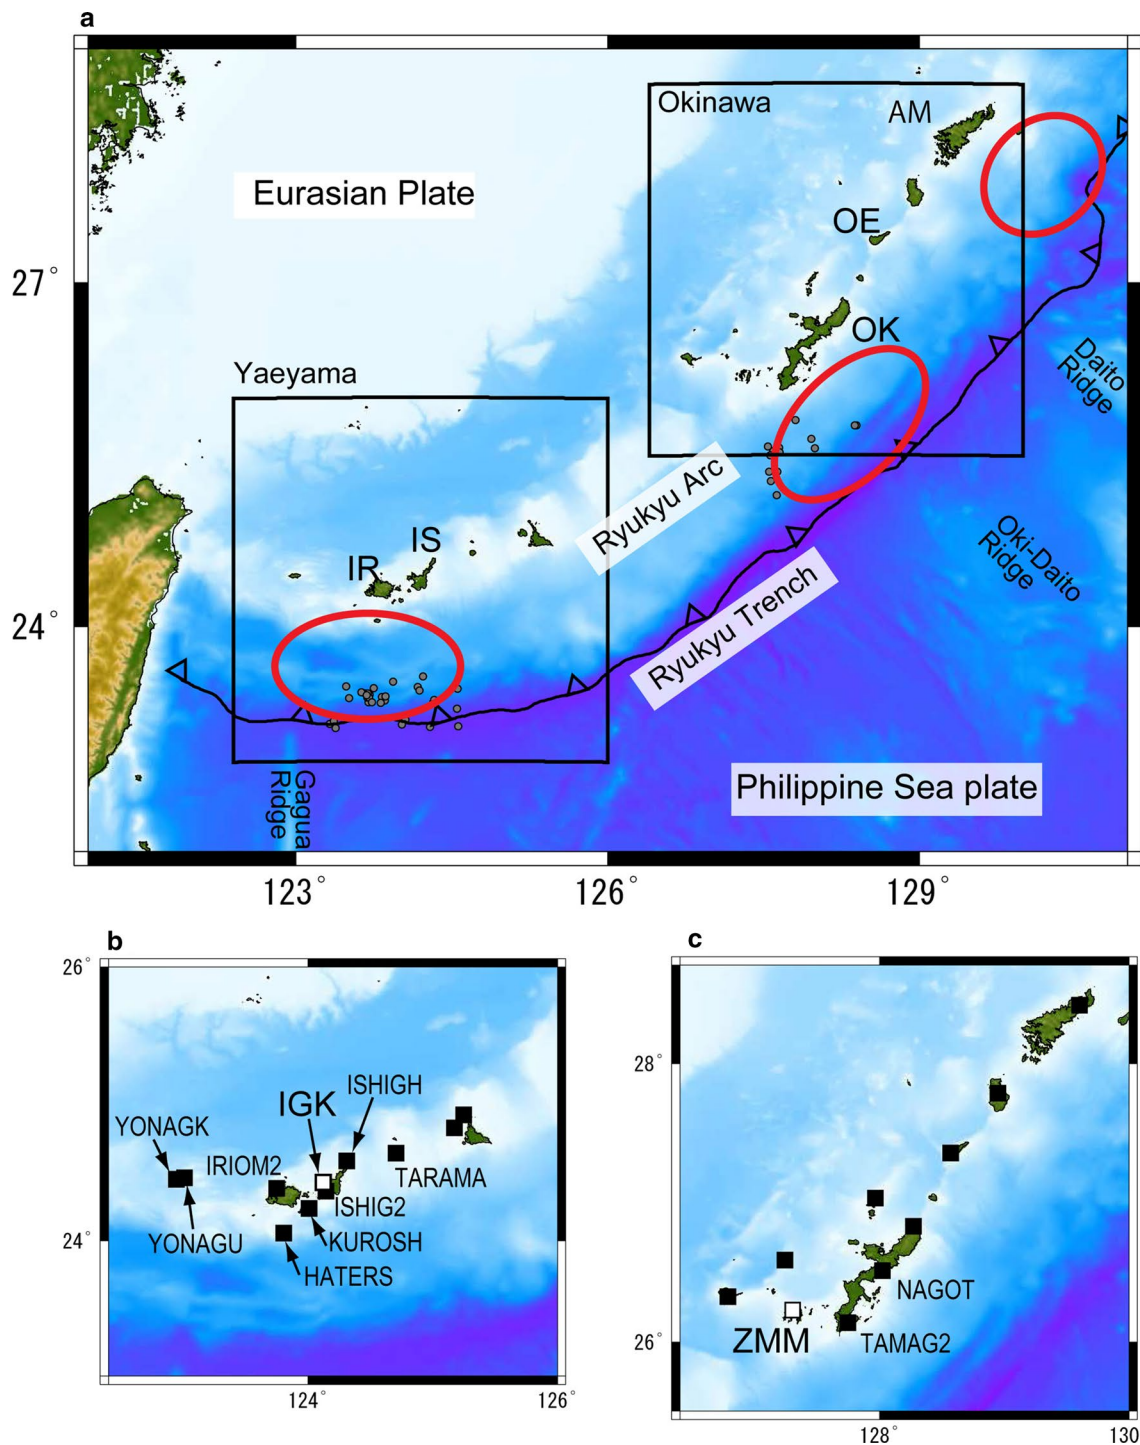 a
Okinawa
AM
Eurasian Plate
OE
27°
OK
Daito
Ridge
Yaeyama
Ryukyu Arc
Oki-Daito
Ridge
IS
IR
24°
Ryukyu Trench
Gagua
Ridge
Philippine Sea plate
123°
126°
129°
b
26°
ISHIGH
IGK
YONAGK
IRIOM2
TARAMA
ISHIG2
YONAGU
KUROSH
24°
HATERS
124°
126°
c
28°
NAGOT
ZMM
TAMAG2
26°
128°
130